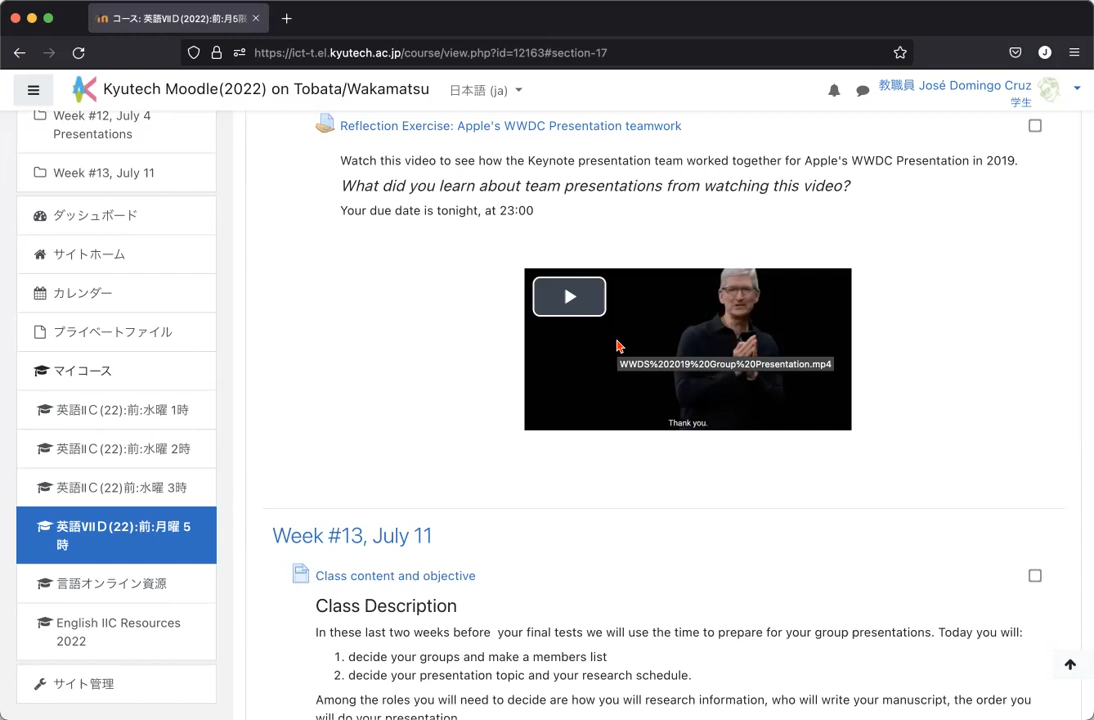 コース: 英語VIIＤ(2022):前:月5限
https://ict-t.el.kyutech.ac.jp/course/view.php?id=12163#section-17
Kyutech Moodle(2022) on Tobata/Wakamatsu
日本語 (ja)
教職員 José Domingo Cruz
学生
Week #12, July 4
Presentations
Week #13, July 11
ダッシュボード
サイトホーム
カレンダー
プライベートファイル
マイコース
英語IIＣ(22):前:水曜 1時
英語IIＣ(22):前:水曜 2時
英語IIＣ(22)前:水曜 3時
英語VIIＤ(22):前:月曜 5
時
言語オンライン資源
English IIC Resources
2022
サイト管理
Reflection Exercise: Apple's WWDC Presentation teamwork
Watch this video to see how the Keynote presentation team worked together for Apple's WWDC Presentation in 2019.
What did you learn about team presentations from watching this video?
Your due date is tonight, at 23:00
WWDS%202019%20Group%20Presentation.mp4
Thank you.
Week #13, July 11
Class content and objective
Class Description
In these last two weeks before your final tests we will use the time to prepare for your group presentations. Today you will:
1. decide your groups and make a members list
2. decide your presentation topic and your research schedule.
Among the roles you will need to decide are how you will research information, who will write your manuscript, the order you
will do your presentation